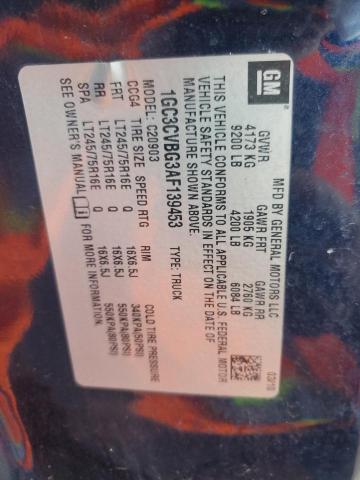 GM
MFD BY GENERAL MOTORS LLC
03/10
GVWR GAWR FRT GAWR RR
4173 KG 1905 KG 2760 KG
9200 LB 4200 LB 6084 LB
THIS VEHICLE CONFORMS TO ALL APPLICABLE U.S. FEDERAL MOTOR
VEHICLE SAFETY STANDARDS IN EFFECT ON THE DATE OF
MANUFACTURE SHOWN ABOVE.
1GC3CVBG3AF139453 TYPE: TRUCK
MODEL: C20903
CCG4 TIRE SIZE SPEED RTG RIM COLD TIRE PRESSURE
FRT LT245/75R16E Q 16X6.5J 340KPA(50PSI)
RR LT245/75R16E Q 16X6.5J 550KPA(80PSI)
SPA LT245/75R16E Q 16X6.5J 550KPA(80PSI)
SEE OWNER'S MANUAL FOR MORE INFORMATION